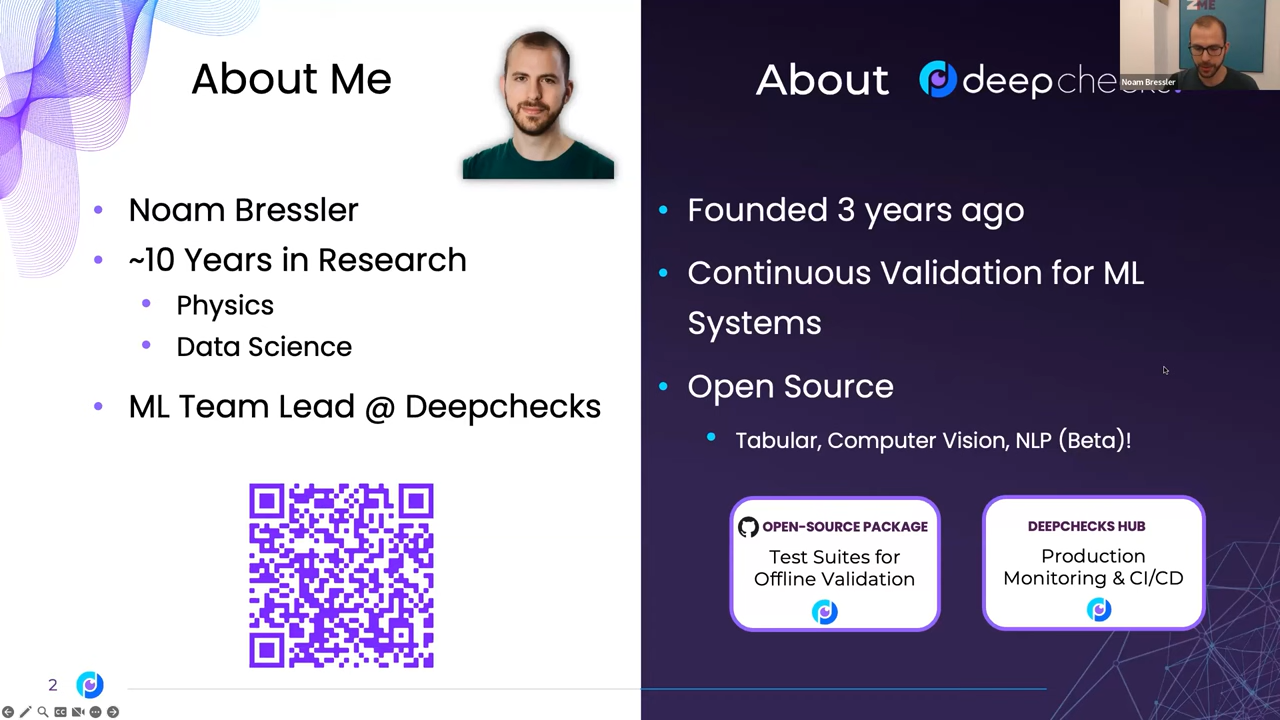 About Me
Noam Bressler
~10 Years in Research
Physics
Data Science
ML Team Lead @ Deepchecks
2
About deepchecks.
Noam Bressler
Founded 3 years ago
Continuous Validation for ML
Systems
Open Source
Tabular, Computer Vision, NLP (Beta)!
OPEN-SOURCE PACKAGE
Test Suites for
Offline Validation
DEEPCHECKS HUB
Production
Monitoring & CI/CD